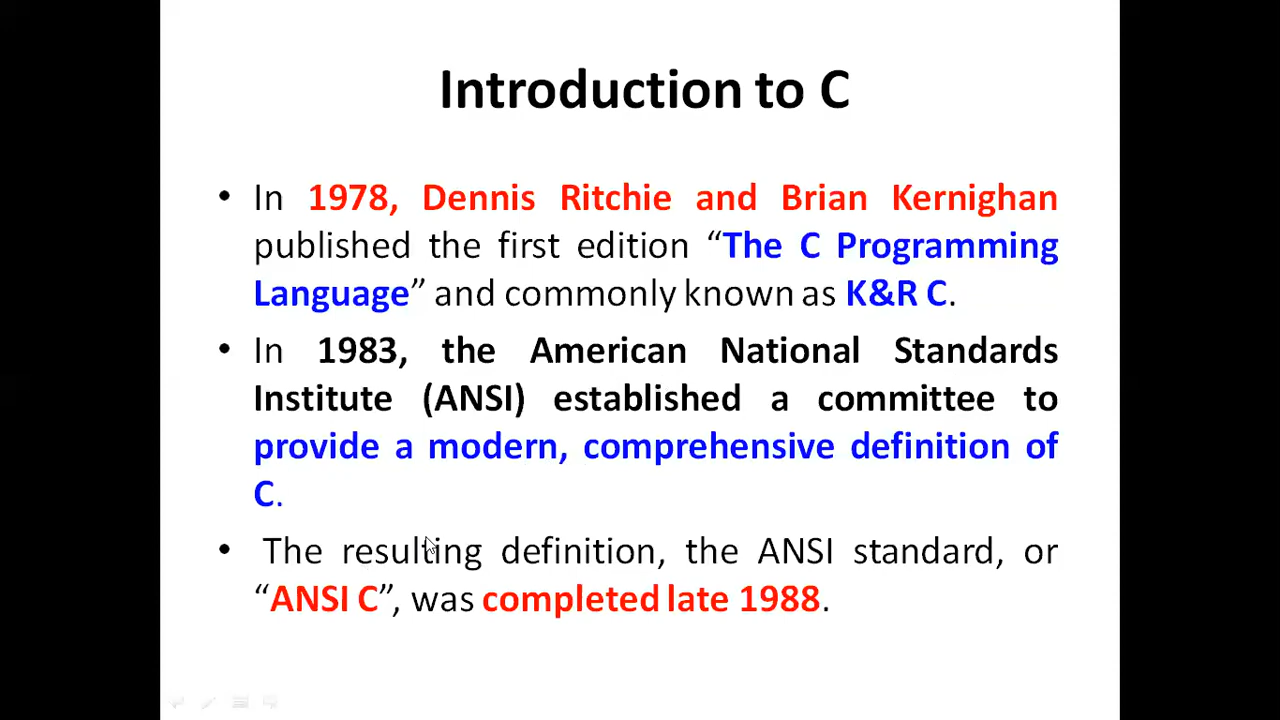 Introduction to C
• In 1978, Dennis Ritchie and Brian Kernighan
published the first edition “The C Programming
Language” and commonly known as K&R C.
• In 1983, the American National Standards
Institute (ANSI) established a committee to
provide a modern, comprehensive definition of
C.
• The resulting definition, the ANSI standard, or
“ANSI C”, was completed late 1988.